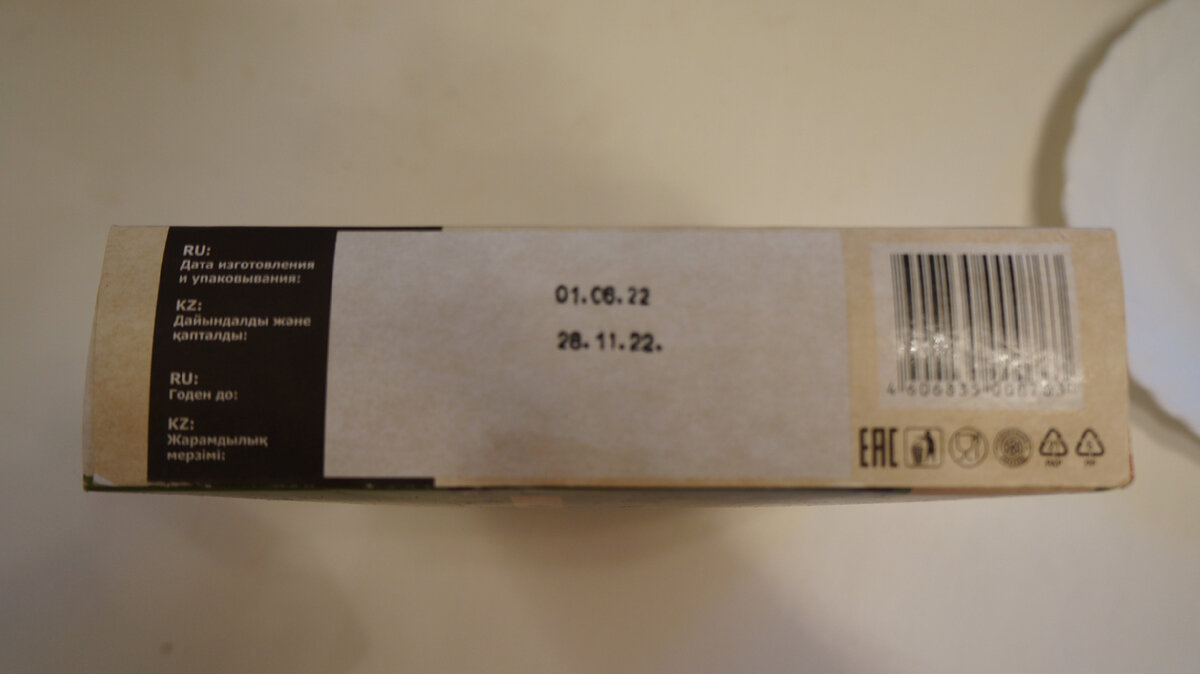 RU:
Дата изготовления
и упаковывания:
KZ:
Дайындалды және
қапталды:
RU:
Годен до:
KZ:
Жарамдылық
мерзімі:
01.06.22
28.11.22.
EAC